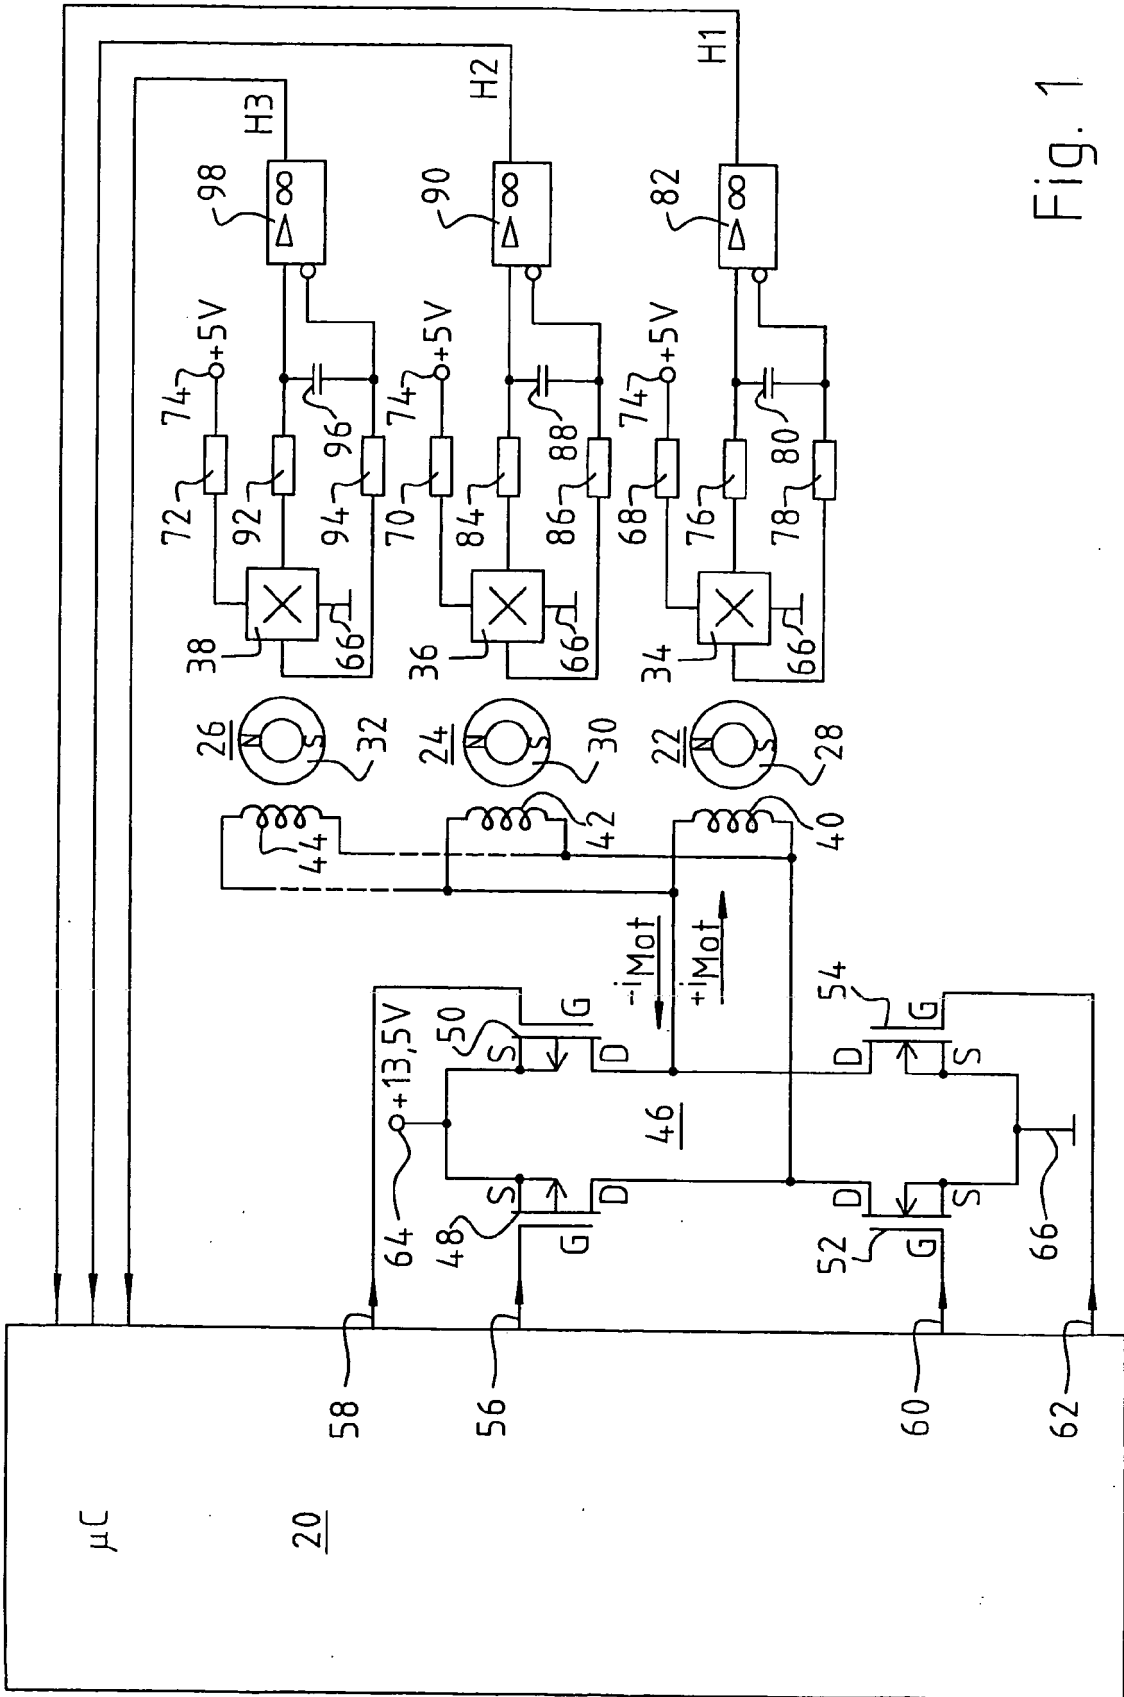 H1
H2
H3
98
90
82
+5V
+5V
+5V
74
74
74
72
92
94
96
70
84
86
88
68
76
78
80
38
66
36
66
34
66
26
N
S
32
24
N
S
30
22
N
S
28
44
42
40
-iMot
+iMot
+13,5V
50
S
G
D
54
G
D
S
46
64
48
S
G
D
52
G
D
S
66
58
56
60
62
µC
20
∞
∞
∞
Fig. 1